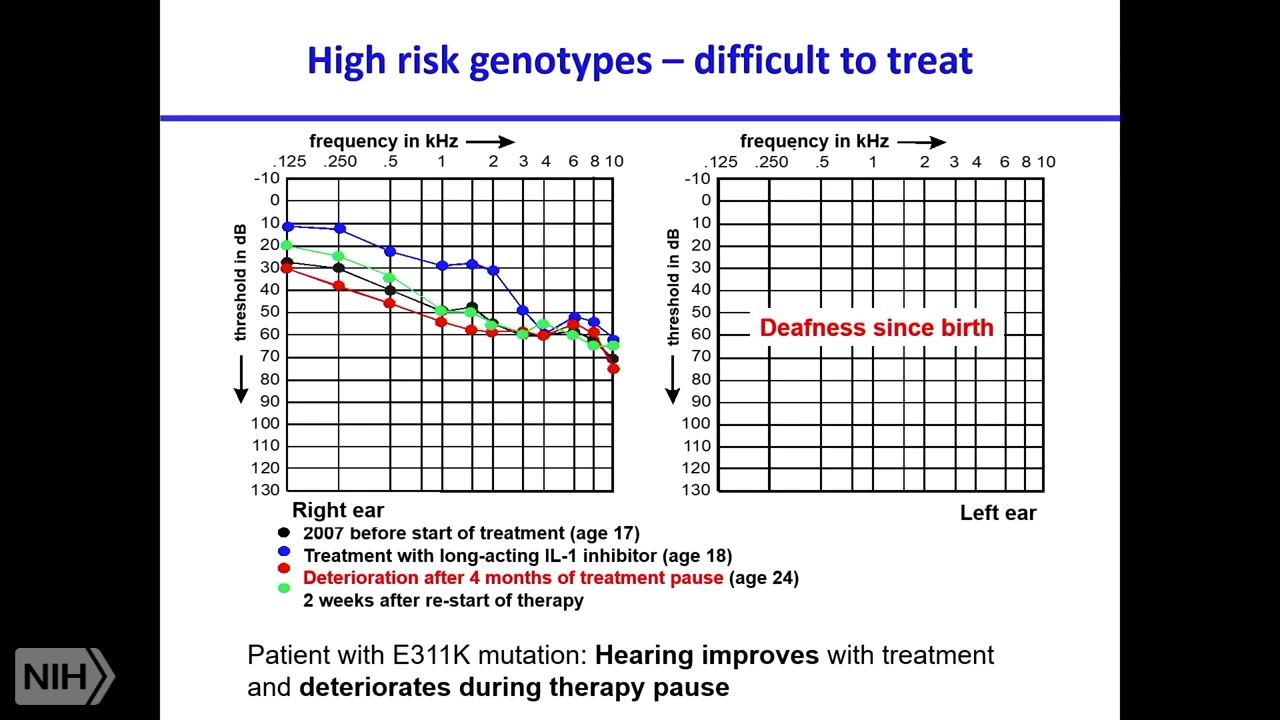 High risk genotypes – difficult to treat
frequency in kHz
.125 .250 .5 1 2 3 4 6 8 10
threshold in dB
-10
0
10
20
30
40
50
60
70
80
90
100
110
120
130
Right ear
frequency in kHz
.125 .250 .5 1 2 3 4 6 8 10
threshold in dB
-10
0
10
20
30
40
50
60
70
80
90
100
110
120
130
Deafness since birth
Left ear
2007 before start of treatment (age 17)
Treatment with long-acting IL-1 inhibitor (age 18)
Deterioration after 4 months of treatment pause (age 24)
2 weeks after re-start of therapy
Patient with E311K mutation: Hearing improves with treatment
and deteriorates during therapy pause
NIH